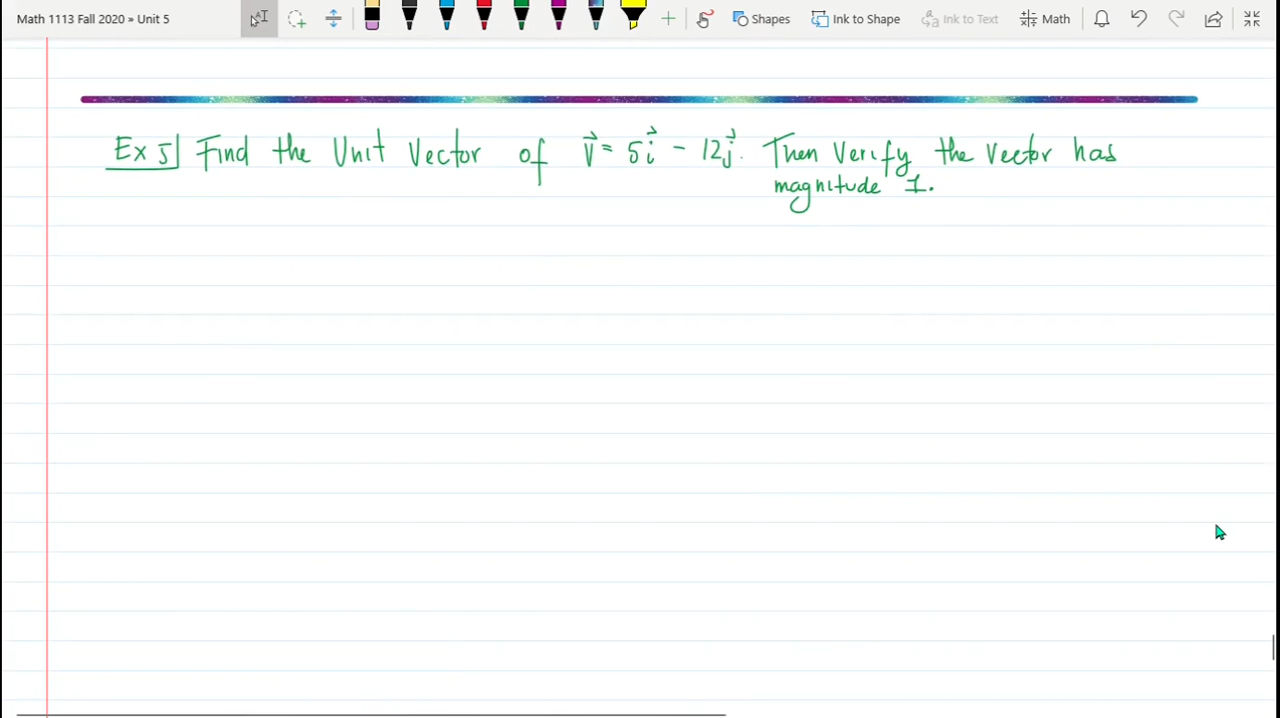 Math 1113 Fall 2020 » Unit 5
Shapes
Ink to Shape
Ink to Text
Math
Ex 5 Find the Unit Vector of v⃗ = 5i⃗ - 12j⃗. Then Verify the vector has
magnitude 1.